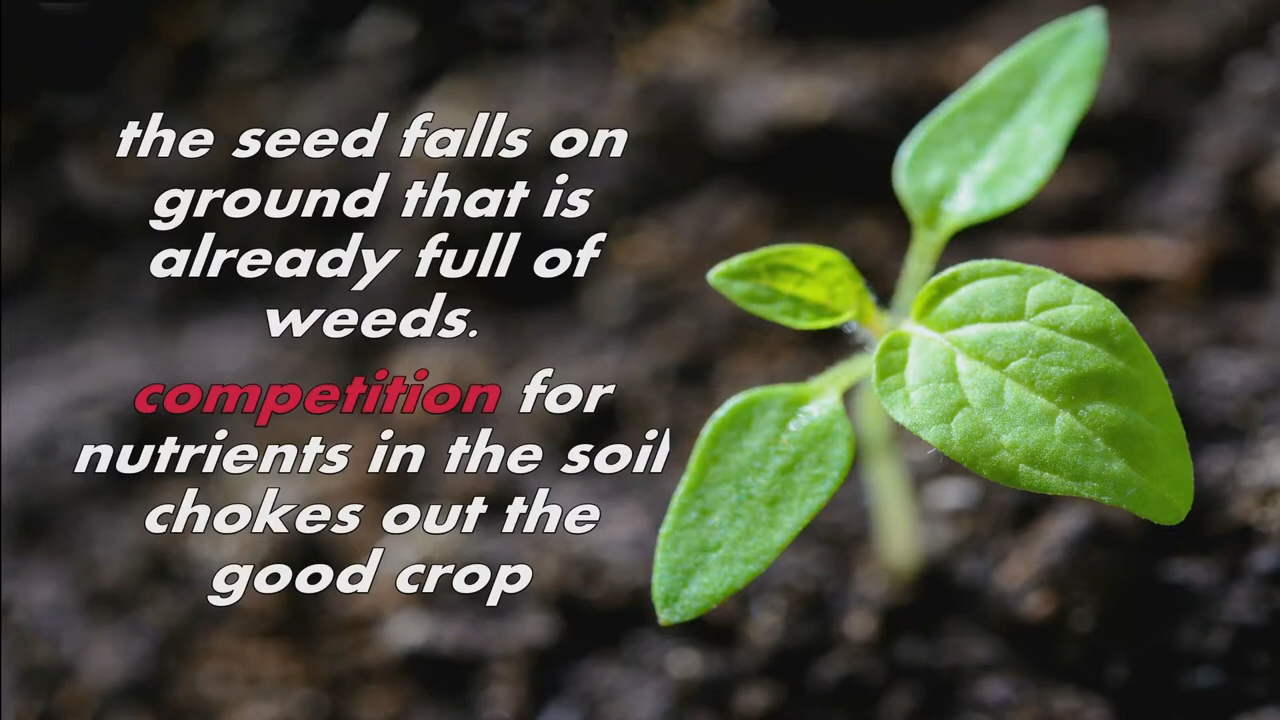 the seed falls on
ground that is
already full of
weeds.
competition for
nutrients in the soil
chokes out the
good crop